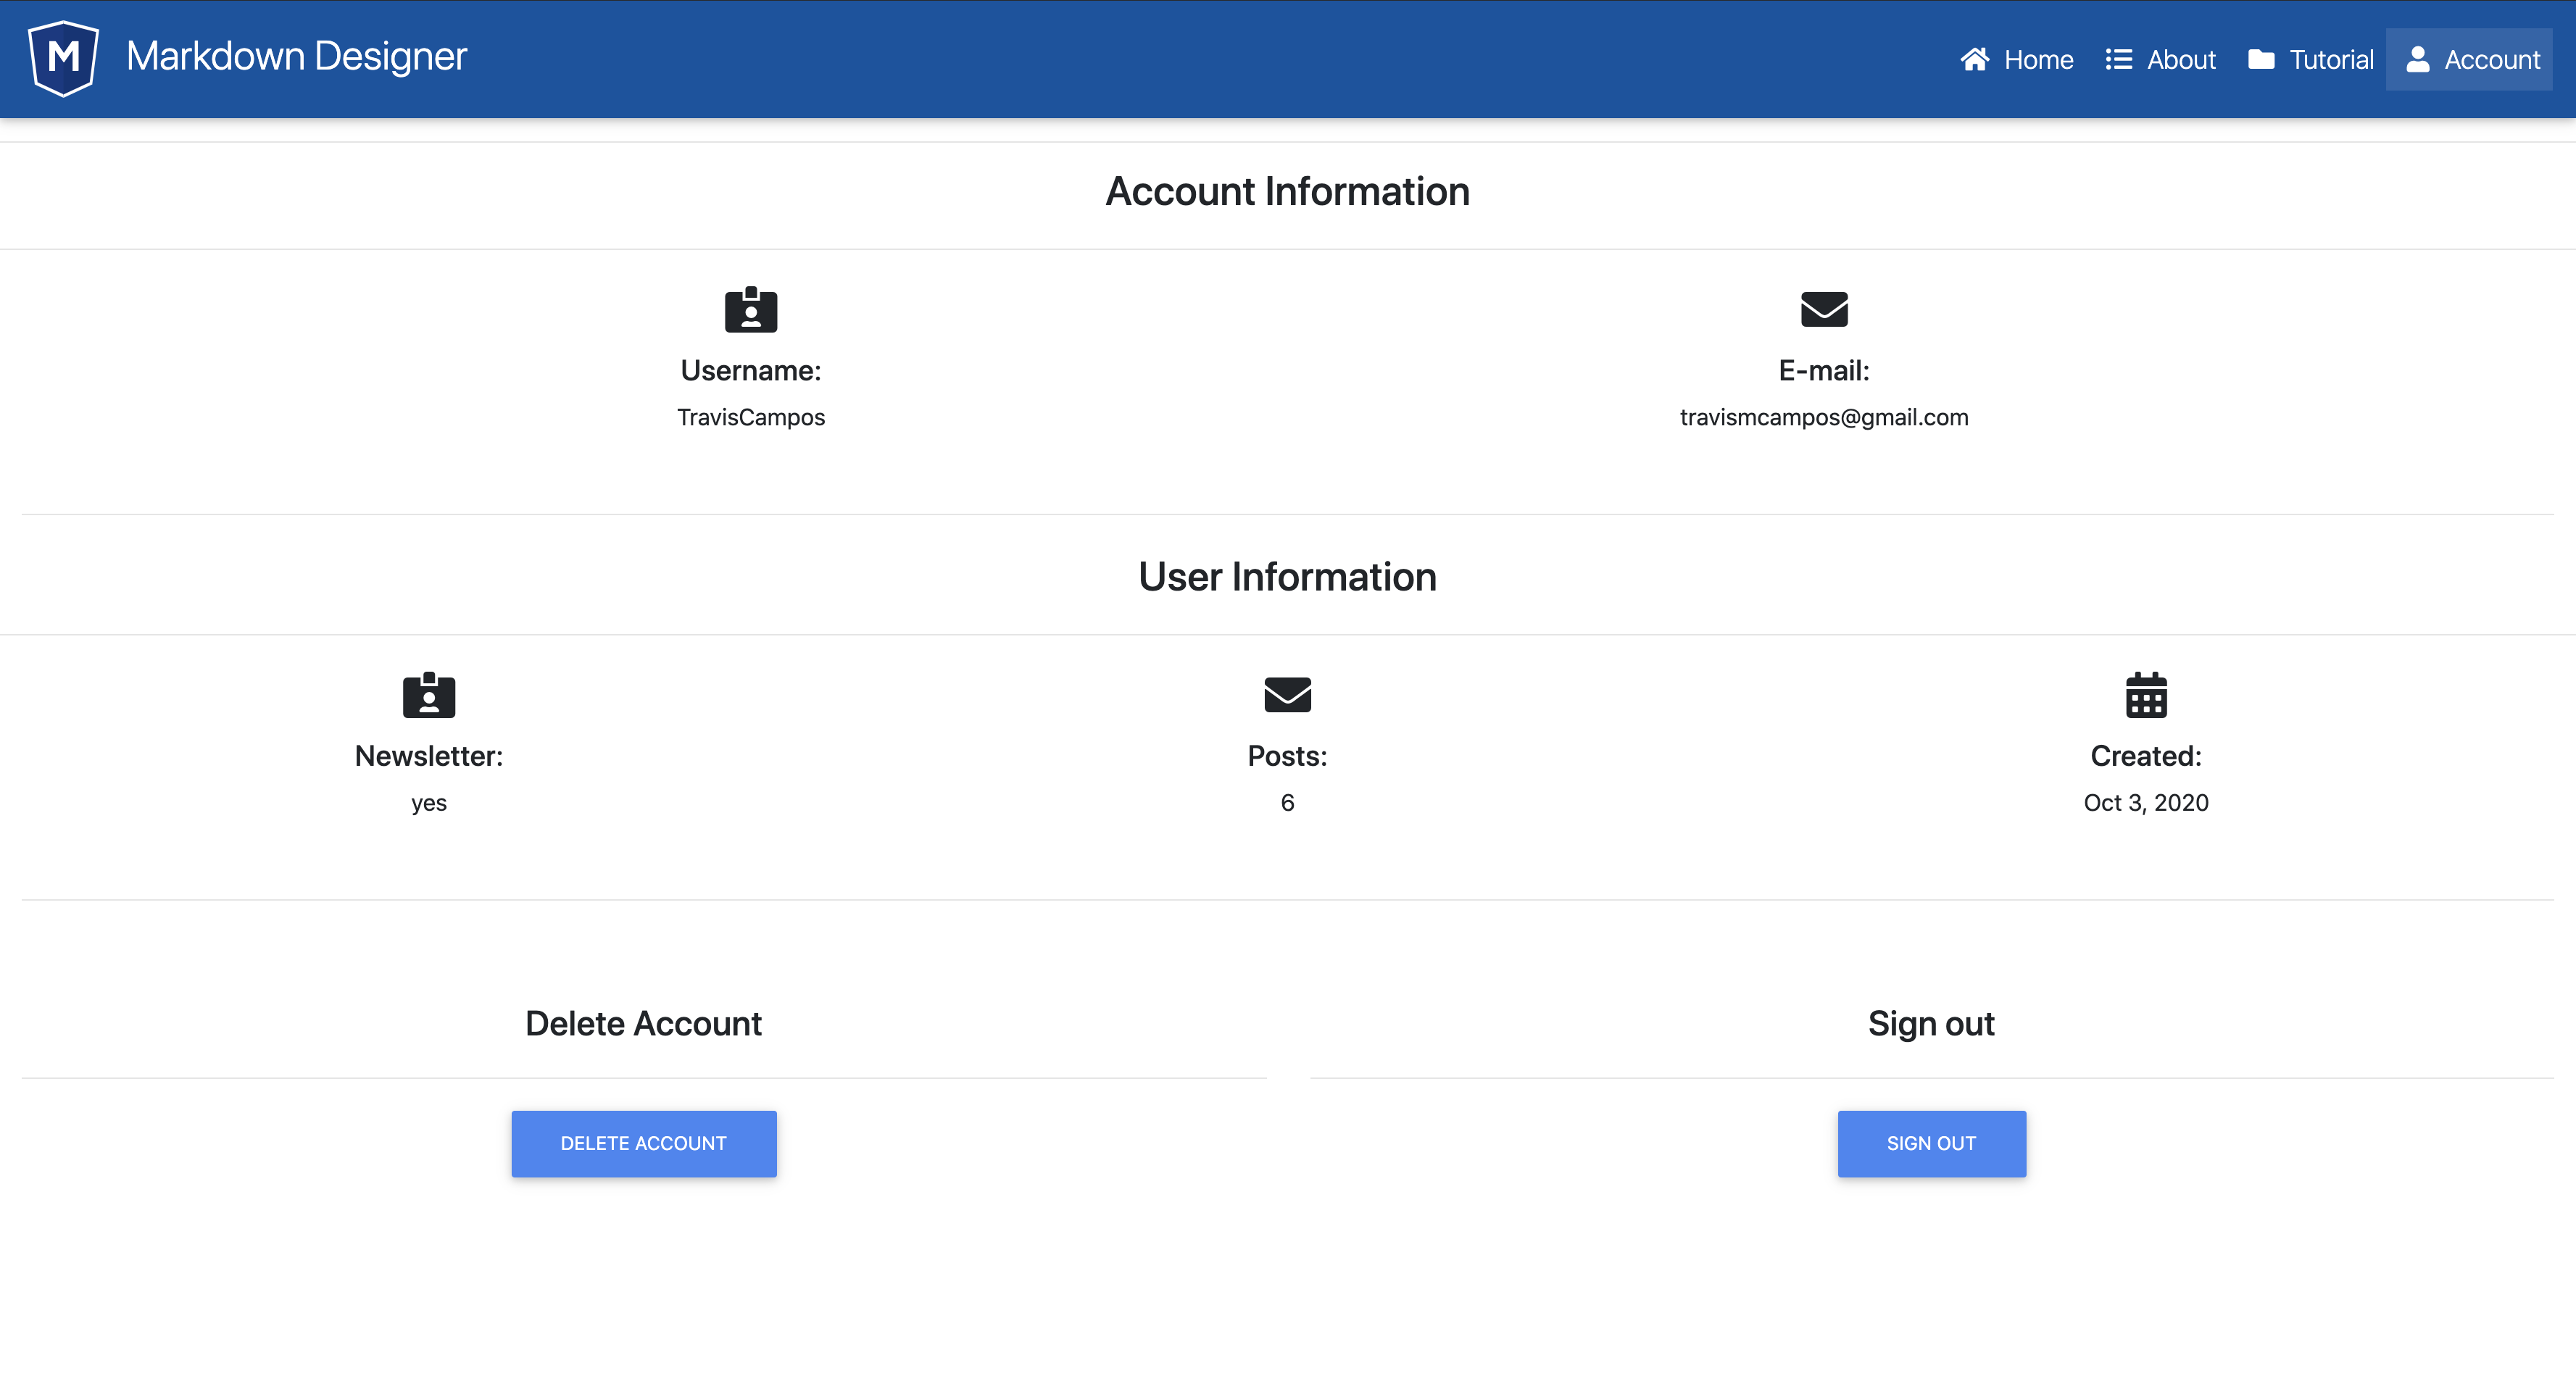 M Markdown Designer
Home About Tutorial Account
Account Information
Username: E-mail:
TravisCampos travismcampos@gmail.com
User Information
Newsletter: Posts: Created:
yes 6 Oct 3, 2020
Delete Account Sign out
DELETE ACCOUNT SIGN OUT